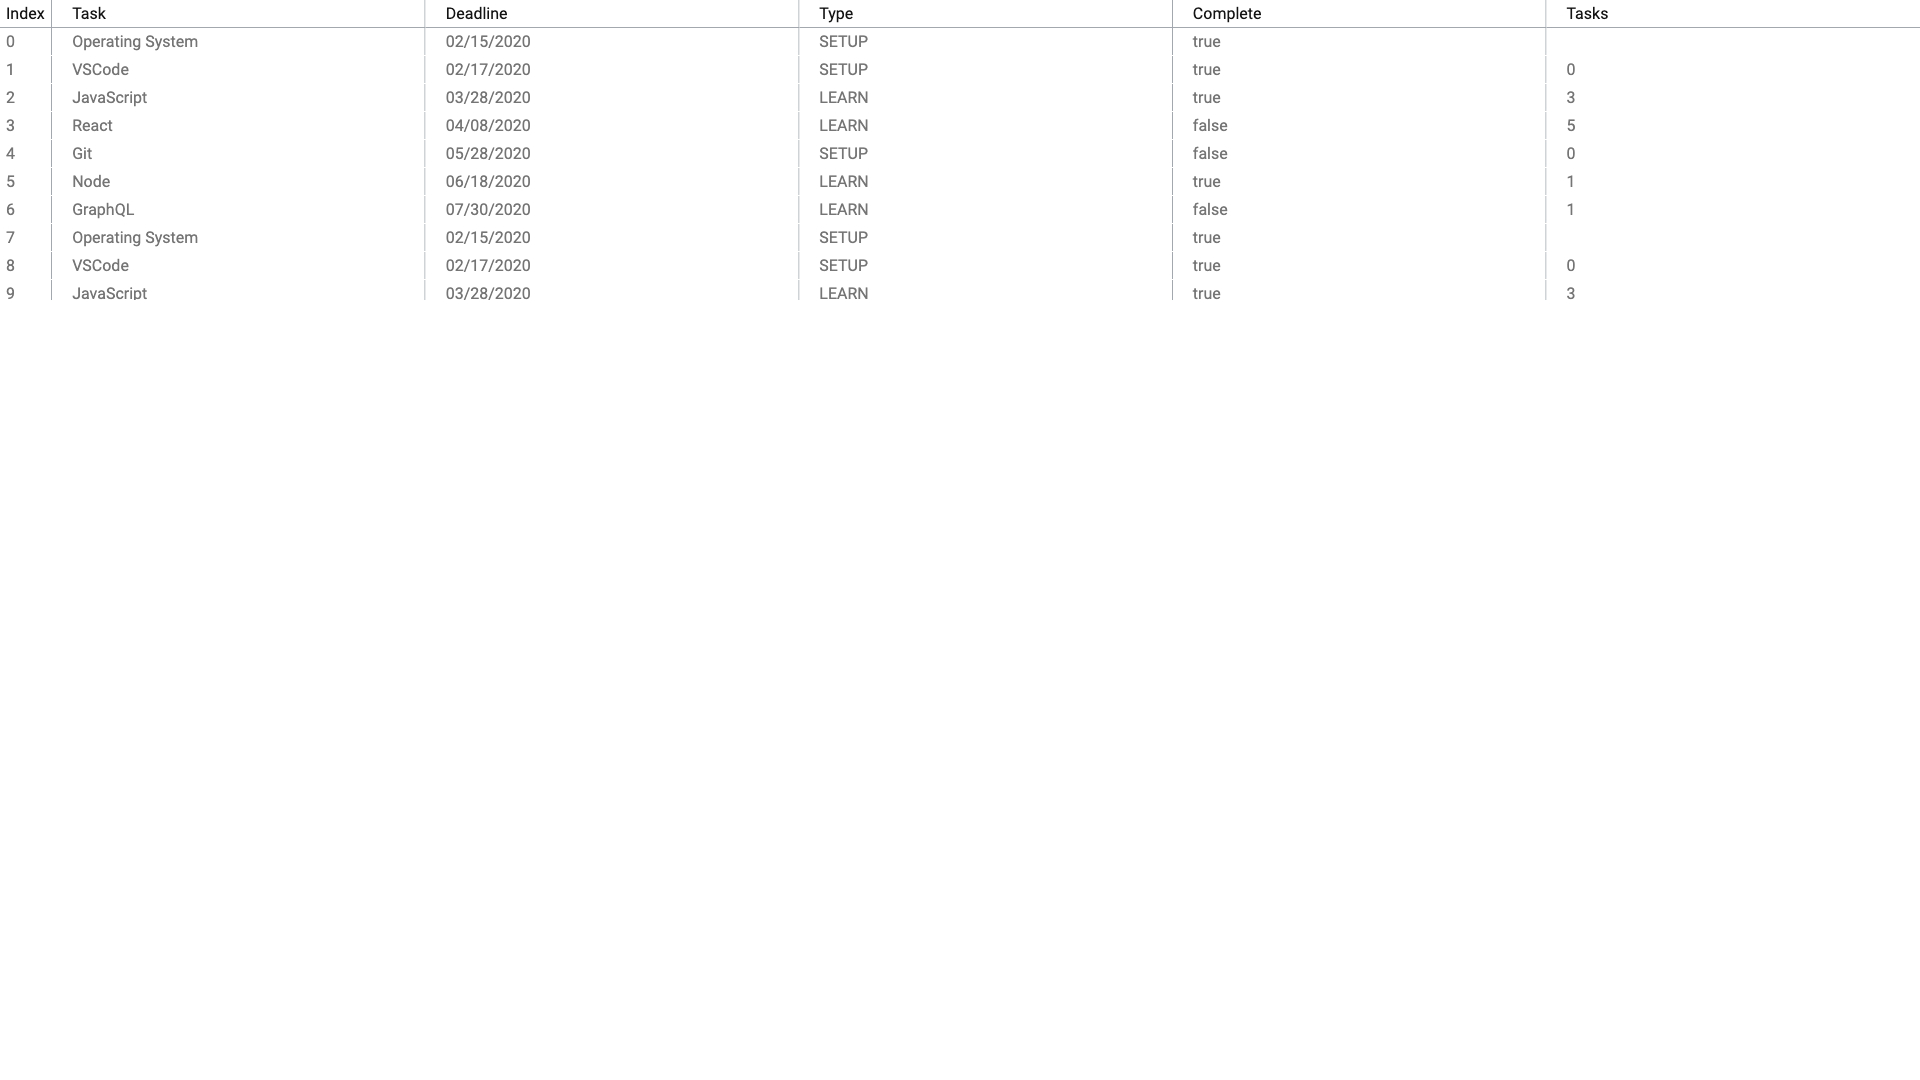 Index Task Deadline Type Complete Tasks
0 Operating System 02/15/2020 SETUP true
1 VSCode 02/17/2020 SETUP true 0
2 JavaScript 03/28/2020 LEARN true 3
3 React 04/08/2020 LEARN false 5
4 Git 05/28/2020 SETUP false 0
5 Node 06/18/2020 LEARN true 1
6 GraphQL 07/30/2020 LEARN false 1
7 Operating System 02/15/2020 SETUP true
8 VSCode 02/17/2020 SETUP true 0
9 JavaScript 03/28/2020 LEARN true 3